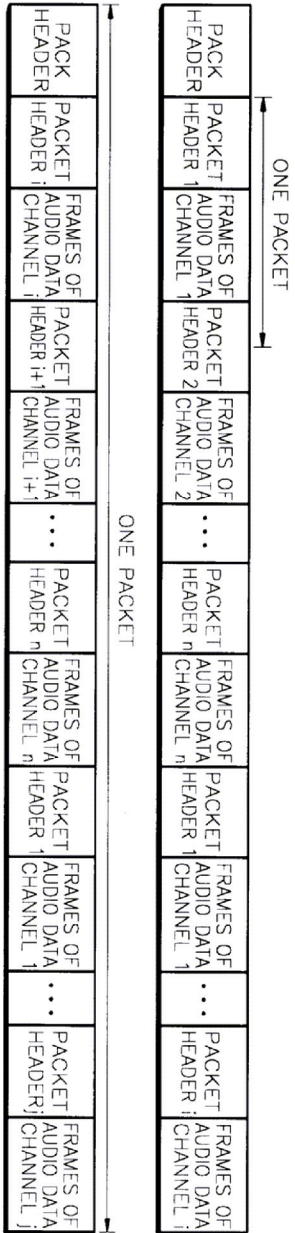 ONE PACKET
PACK
HEADER
PACKET
HEADER 1
FRAMES OF
AUDIO DATA
CHANNEL 1
PACKET
HEADER 2
FRAMES OF
AUDIO DATA
CHANNEL 2
...
PACKET
HEADER n
FRAMES OF
AUDIO DATA
CHANNEL n
PACKET
HEADER 1
FRAMES OF
AUDIO DATA
CHANNEL 1
...
PACKET
HEADER i
FRAMES OF
AUDIO DATA
CHANNEL i
ONE PACKET
PACK
HEADER
PACKET
HEADER i
FRAMES OF
AUDIO DATA
CHANNEL i
PACKET
HEADER i+1
FRAMES OF
AUDIO DATA
CHANNEL i+1
...
PACKET
HEADER n
FRAMES OF
AUDIO DATA
CHANNEL n
PACKET
HEADER 1
FRAMES OF
AUDIO DATA
CHANNEL 1
...
PACKET
HEADER j
FRAMES OF
AUDIO DATA
CHANNEL j